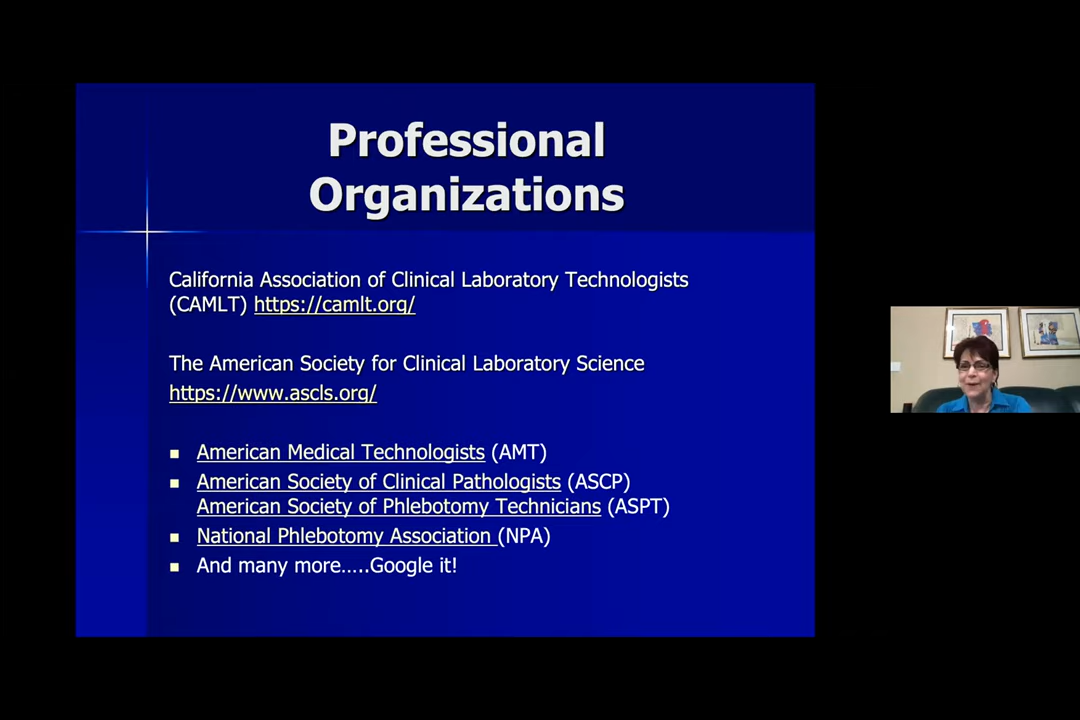 Professional
Organizations
California Association of Clinical Laboratory Technologists
(CAMLT) https://camlt.org/
The American Society for Clinical Laboratory Science
https://www.ascls.org/
American Medical Technologists (AMT)
American Society of Clinical Pathologists (ASCP)
American Society of Phlebotomy Technicians (ASPT)
National Phlebotomy Association (NPA)
And many more.....Google it!